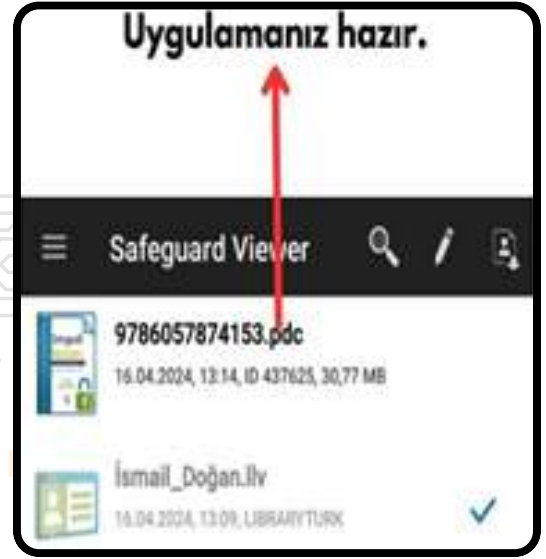 Uygulamanız hazır.
Safeguard Viewer
9786057874153.pdc
16.04.2024, 13:14, ID 437625, 30,77 MB
İsmail_Doğan.llv
16.04.2024, 13:09, LIBRARYTURK